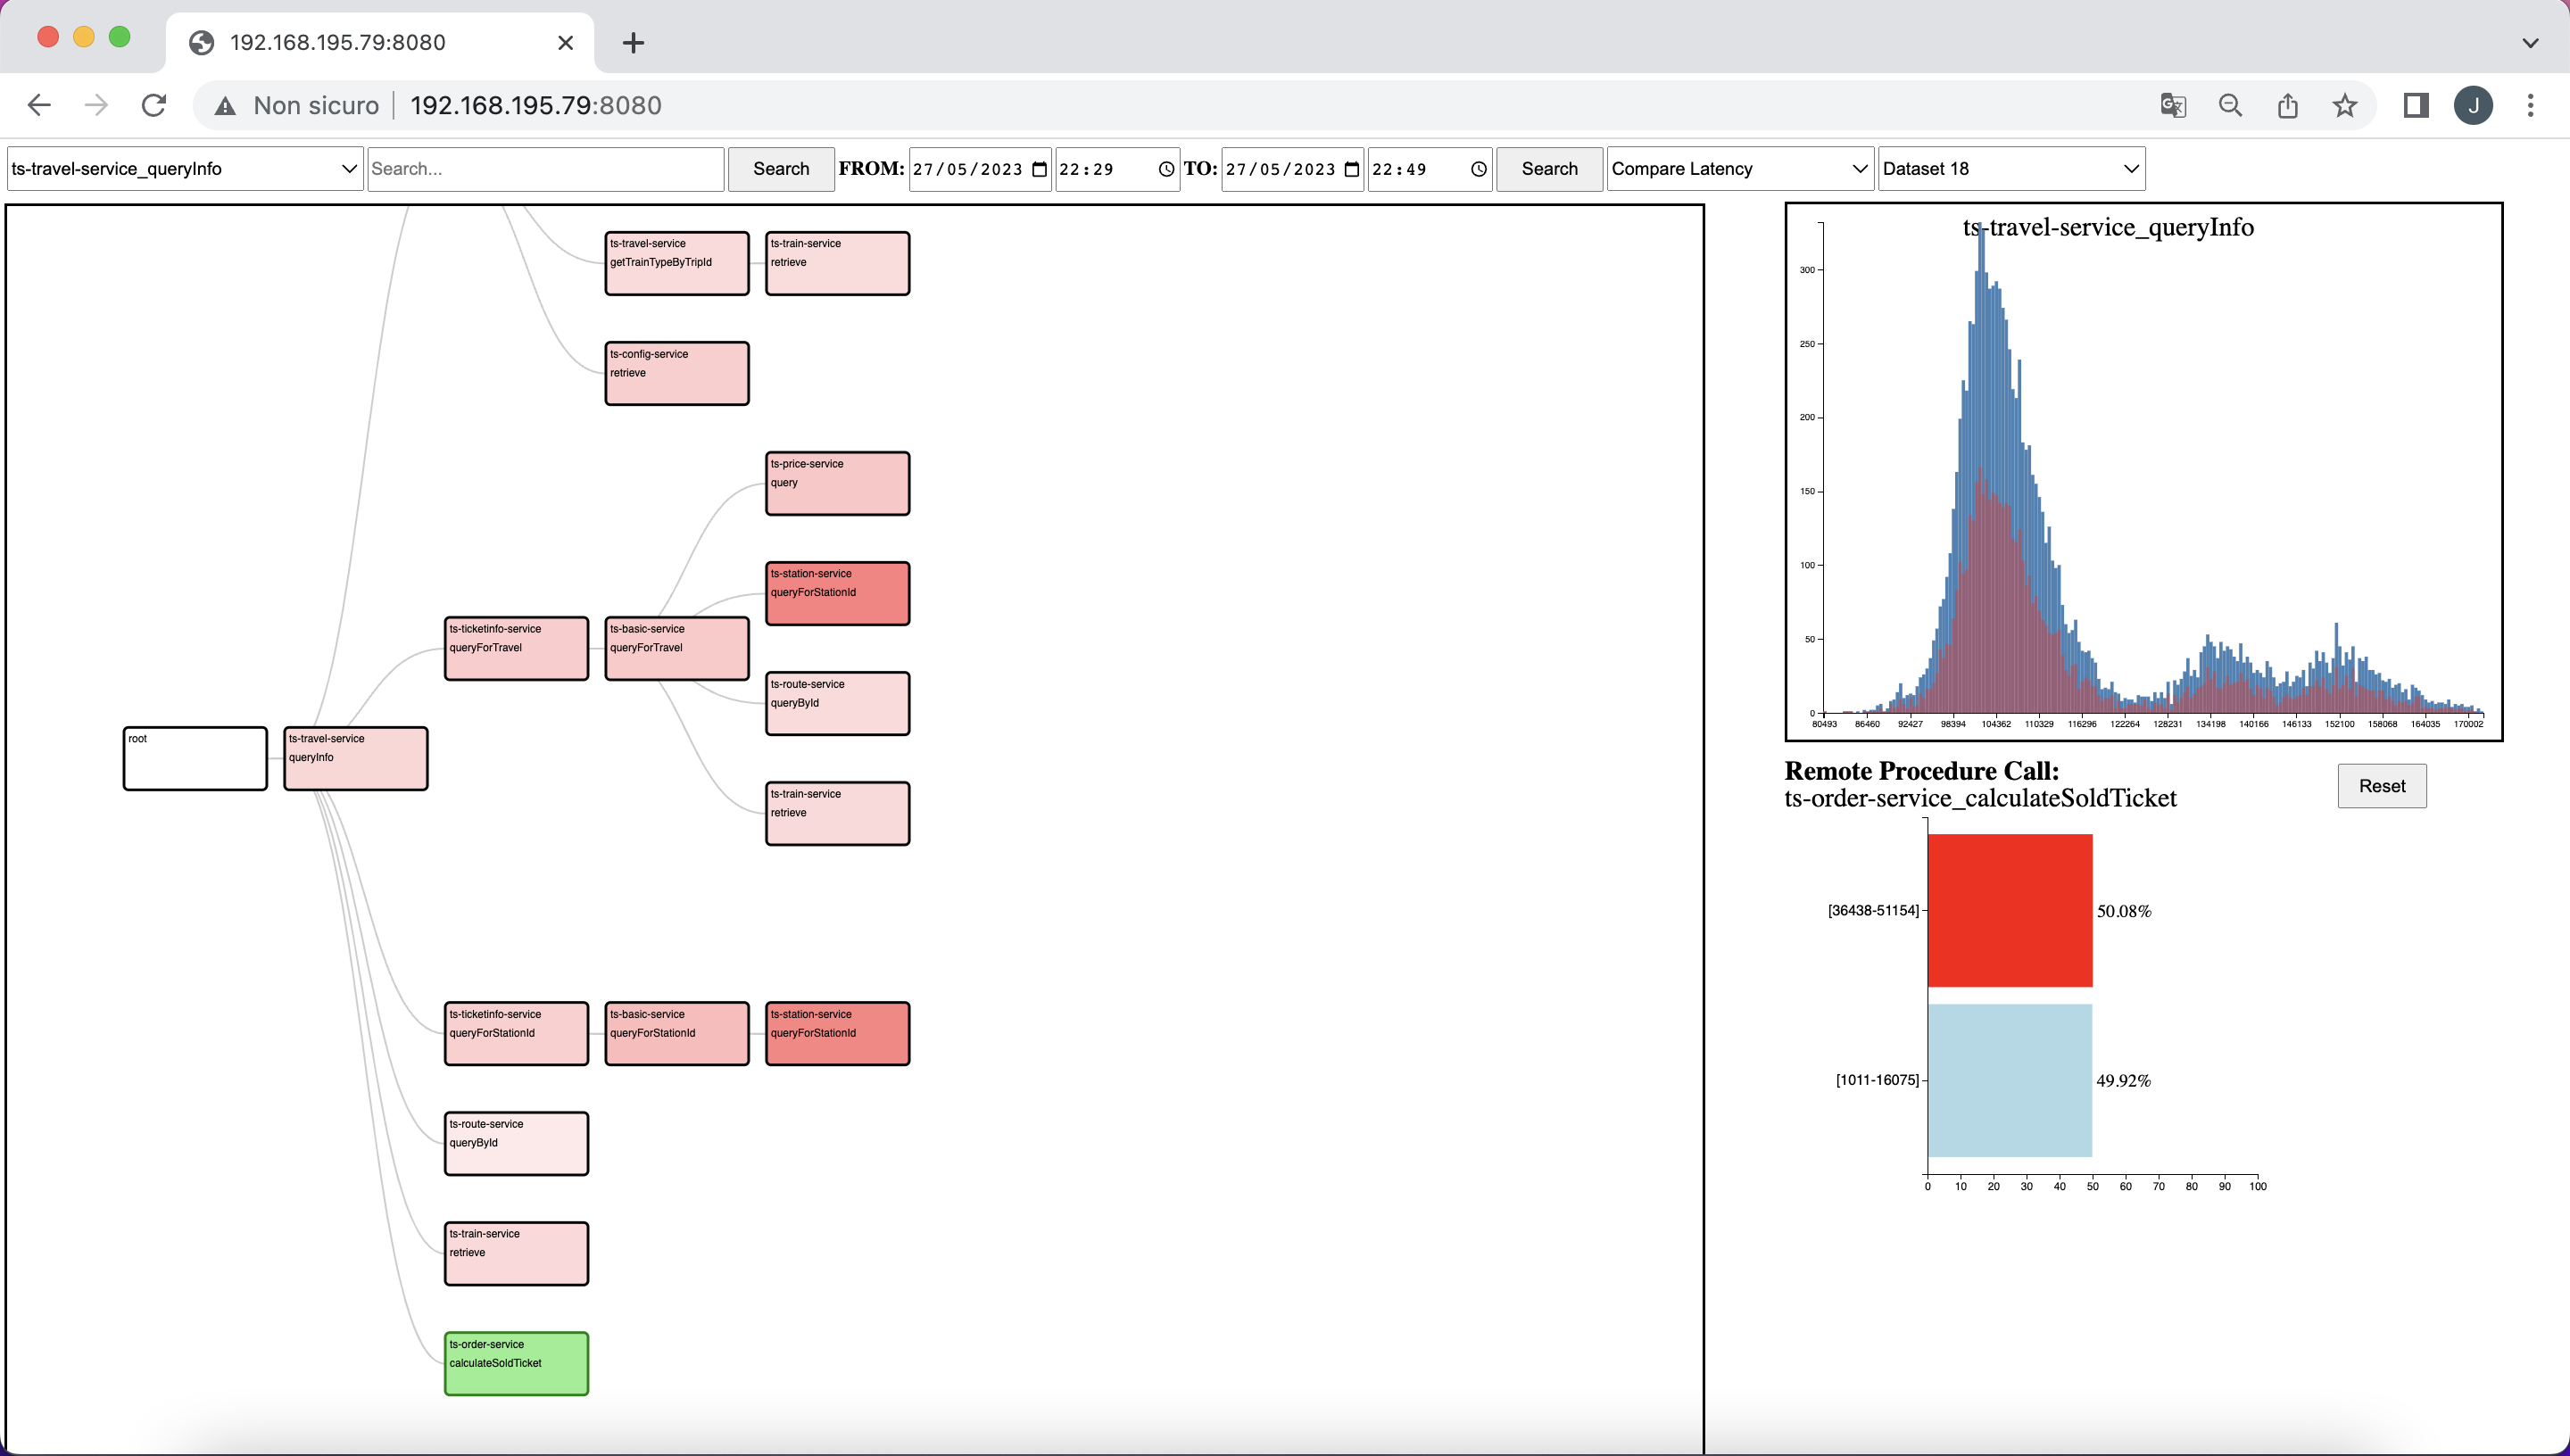 192.168.195.79:8080
Non sicuro 192.168.195.79:8080
ts-travel-service_queryInfo Search... Search FROM: 27/05/2023 22:29 TO: 27/05/2023 22:49 Search Compare Latency Dataset 18
ts-travel-service
getTrainTypeByTripId
ts-train-service
retrieve
ts-config-service
retrieve
ts-price-service
query
ts-station-service
queryForStationId
ts-ticketinfo-service
queryForTravel
ts-basic-service
queryForTravel
ts-route-service
queryById
root
ts-travel-service
queryInfo
ts-train-service
retrieve
ts-ticketinfo-service
queryForStationId
ts-basic-service
queryForStationId
ts-station-service
queryForStationId
ts-route-service
queryById
ts-train-service
retrieve
ts-order-service
calculateSoldTicket
ts-travel-service_queryInfo
300
250
200
150
100
50
0
80493 86460 92427 98394 104362 110329 116296 122264 128231 134198 140166 146133 152100 158068 164035 170002
Remote Procedure Call:
ts-order-service_calculateSoldTicket
Reset
[36438-51154] 50.08%
[1011-16075] 49.92%
0 10 20 30 40 50 60 70 80 90 100
J